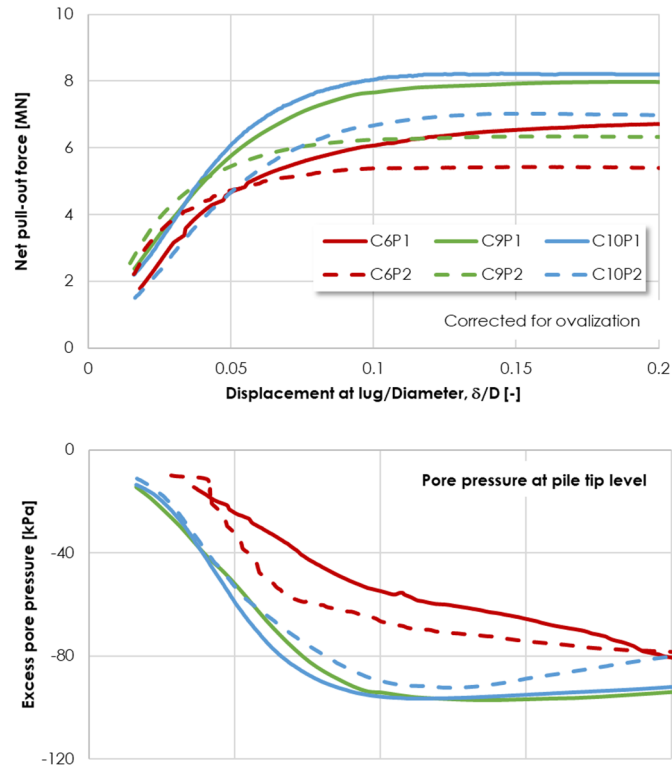 10
8
6
4
2
0
Net pull-out force [MN]
C6P1 C9P1 C10P1
C6P2 C9P2 C10P2
Corrected for ovalization
0 0.05 0.1 0.15 0.2
Displacement at lug/Diameter, δ/D [-]
0
-40
-80
-120
Excess pore pressure [kPa]
Pore pressure at pile tip level